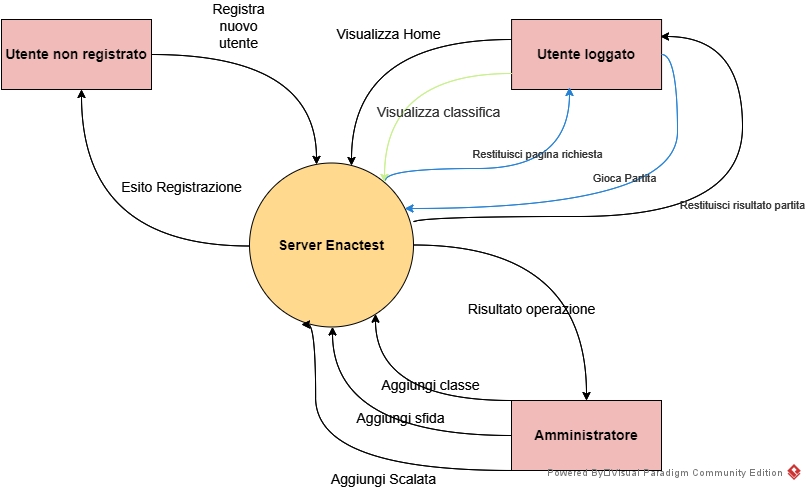 Registra
nuovo
utente
Visualizza Home
Utente non registrato
Utente loggato
Visualizza classifica
Restituisci pagina richiesta
Gioca Partita
Esito Registrazione
Restituisci risultato partita
Server Enactest
Risultato operazione
Aggiungi classe
Aggiungi sfida
Amministratore
Aggiungi Scalata
Powered By Visual Paradigm Community Edition